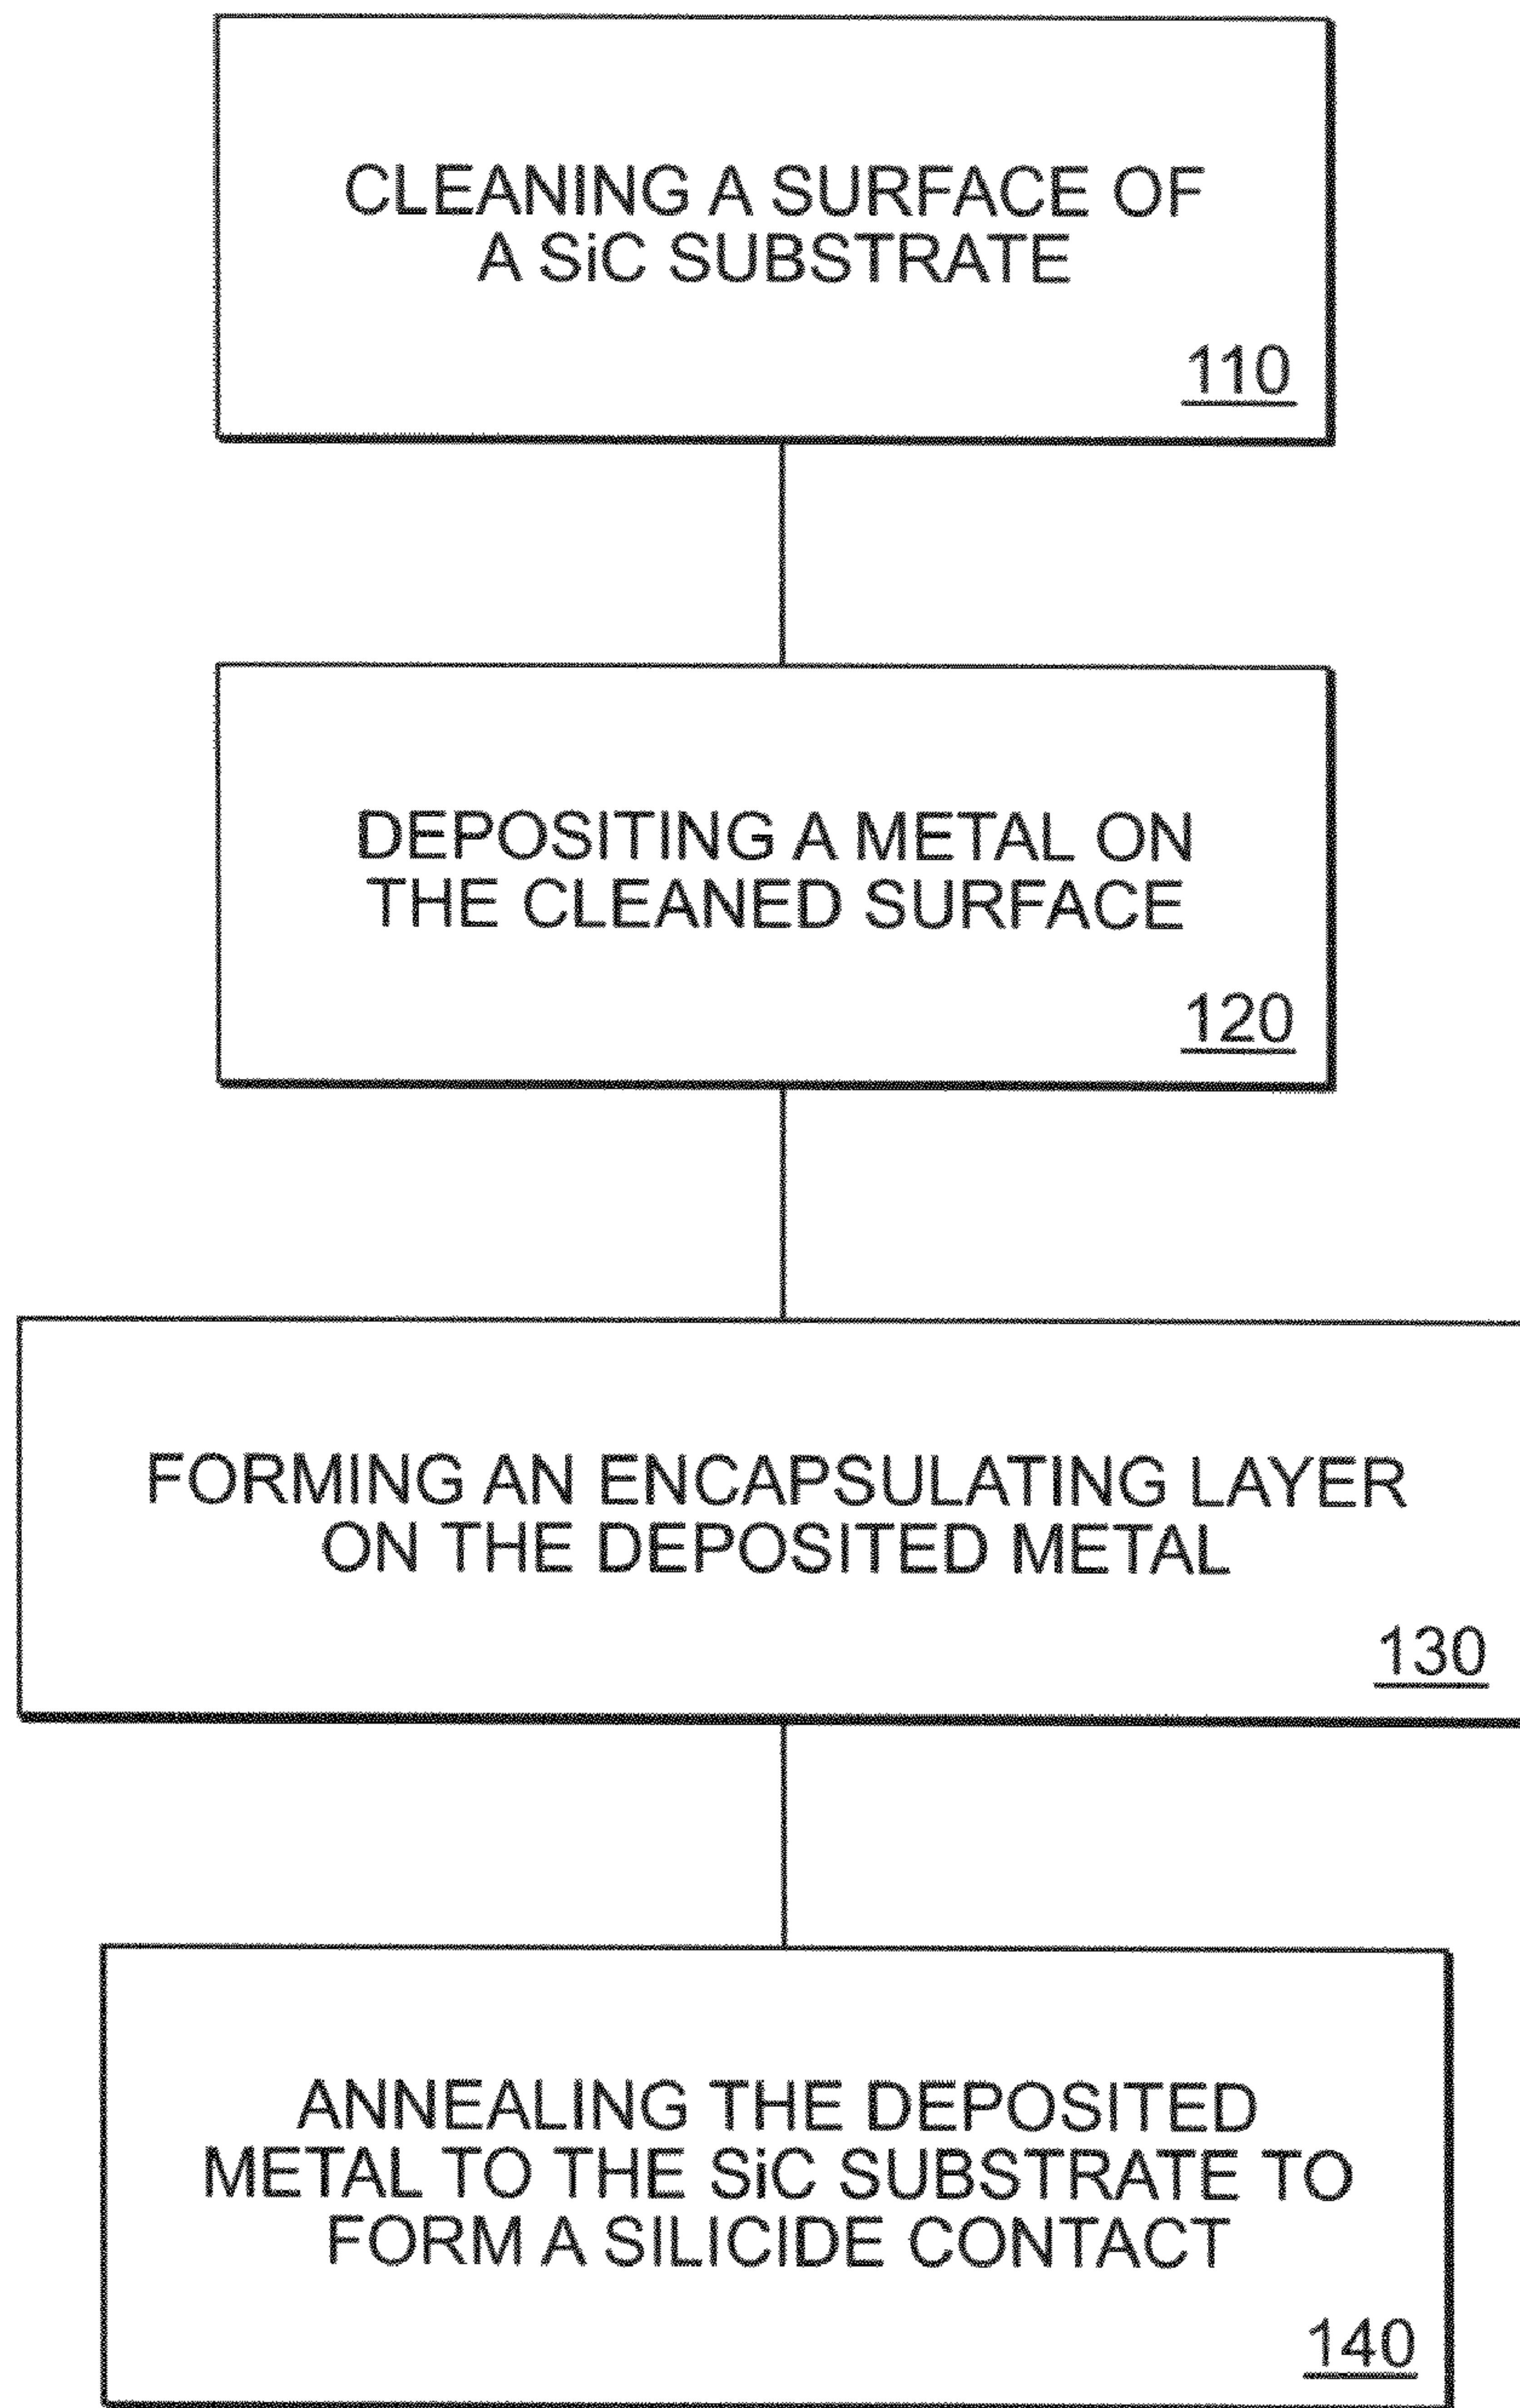 CLEANING A SURFACE OF
A SiC SUBSTRATE
110
DEPOSITING A METAL ON
THE CLEANED SURFACE
120
FORMING AN ENCAPSULATING LAYER
ON THE DEPOSITED METAL
130
ANNEALING THE DEPOSITED
METAL TO THE SiC SUBSTRATE TO
FORM A SILICIDE CONTACT
140